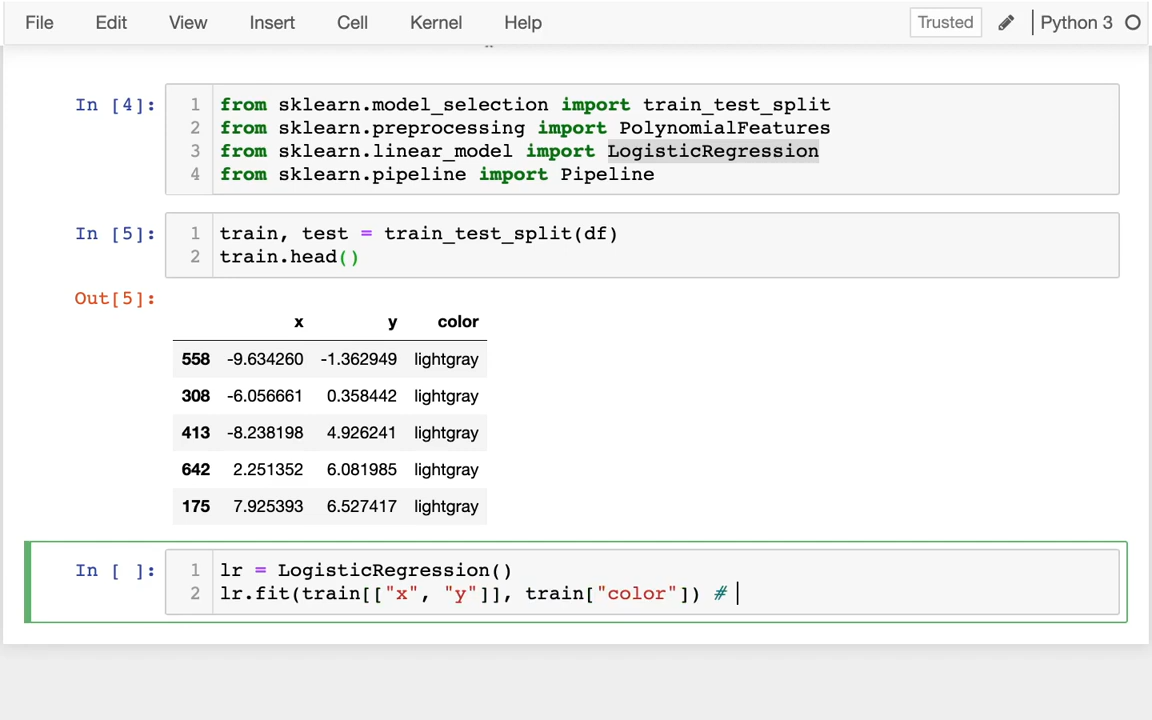 File Edit View Insert Cell Kernel Help Trusted Python 3
In [4]:
1 from sklearn.model_selection import train_test_split
2 from sklearn.preprocessing import PolynomialFeatures
3 from sklearn.linear_model import LogisticRegression
4 from sklearn.pipeline import Pipeline
In [5]:
1 train, test = train_test_split(df)
2 train.head()
Out[5]:
x y color
558 -9.634260 -1.362949 lightgray
308 -6.056661 0.358442 lightgray
413 -8.238198 4.926241 lightgray
642 2.251352 6.081985 lightgray
175 7.925393 6.527417 lightgray
In [ ]:
1 lr = LogisticRegression()
2 lr.fit(train[["x", "y"]], train["color"]) #